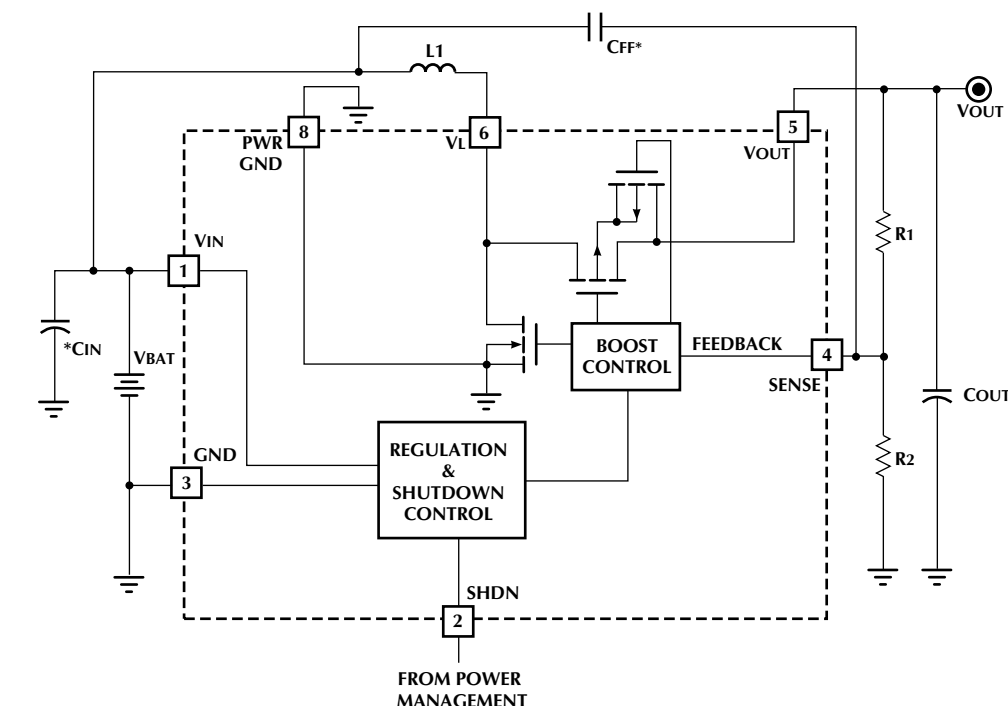 CFF*
L1
8
6
5
VOUT
PWR
GND
VL
VOUT
VIN
1
R1
*CIN
VBAT
BOOST
CONTROL
FEEDBACK
4
SENSE
COUT
GND
3
REGULATION
&
SHUTDOWN
CONTROL
R2
SHDN
2
FROM POWER
MANAGEMENT